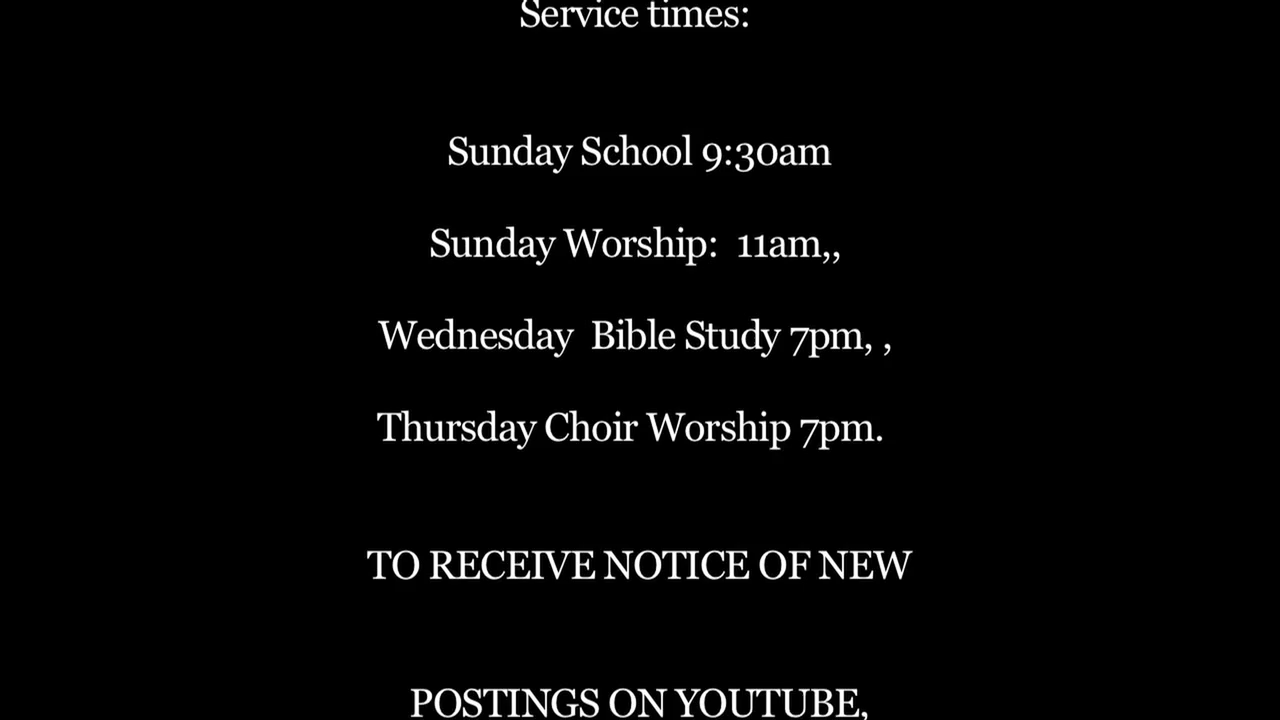 Service times:
Sunday School 9:30am
Sunday Worship:  11am,,
Wednesday  Bible Study 7pm, ,
Thursday Choir Worship 7pm.
TO RECEIVE NOTICE OF NEW
POSTINGS ON YOUTUBE,